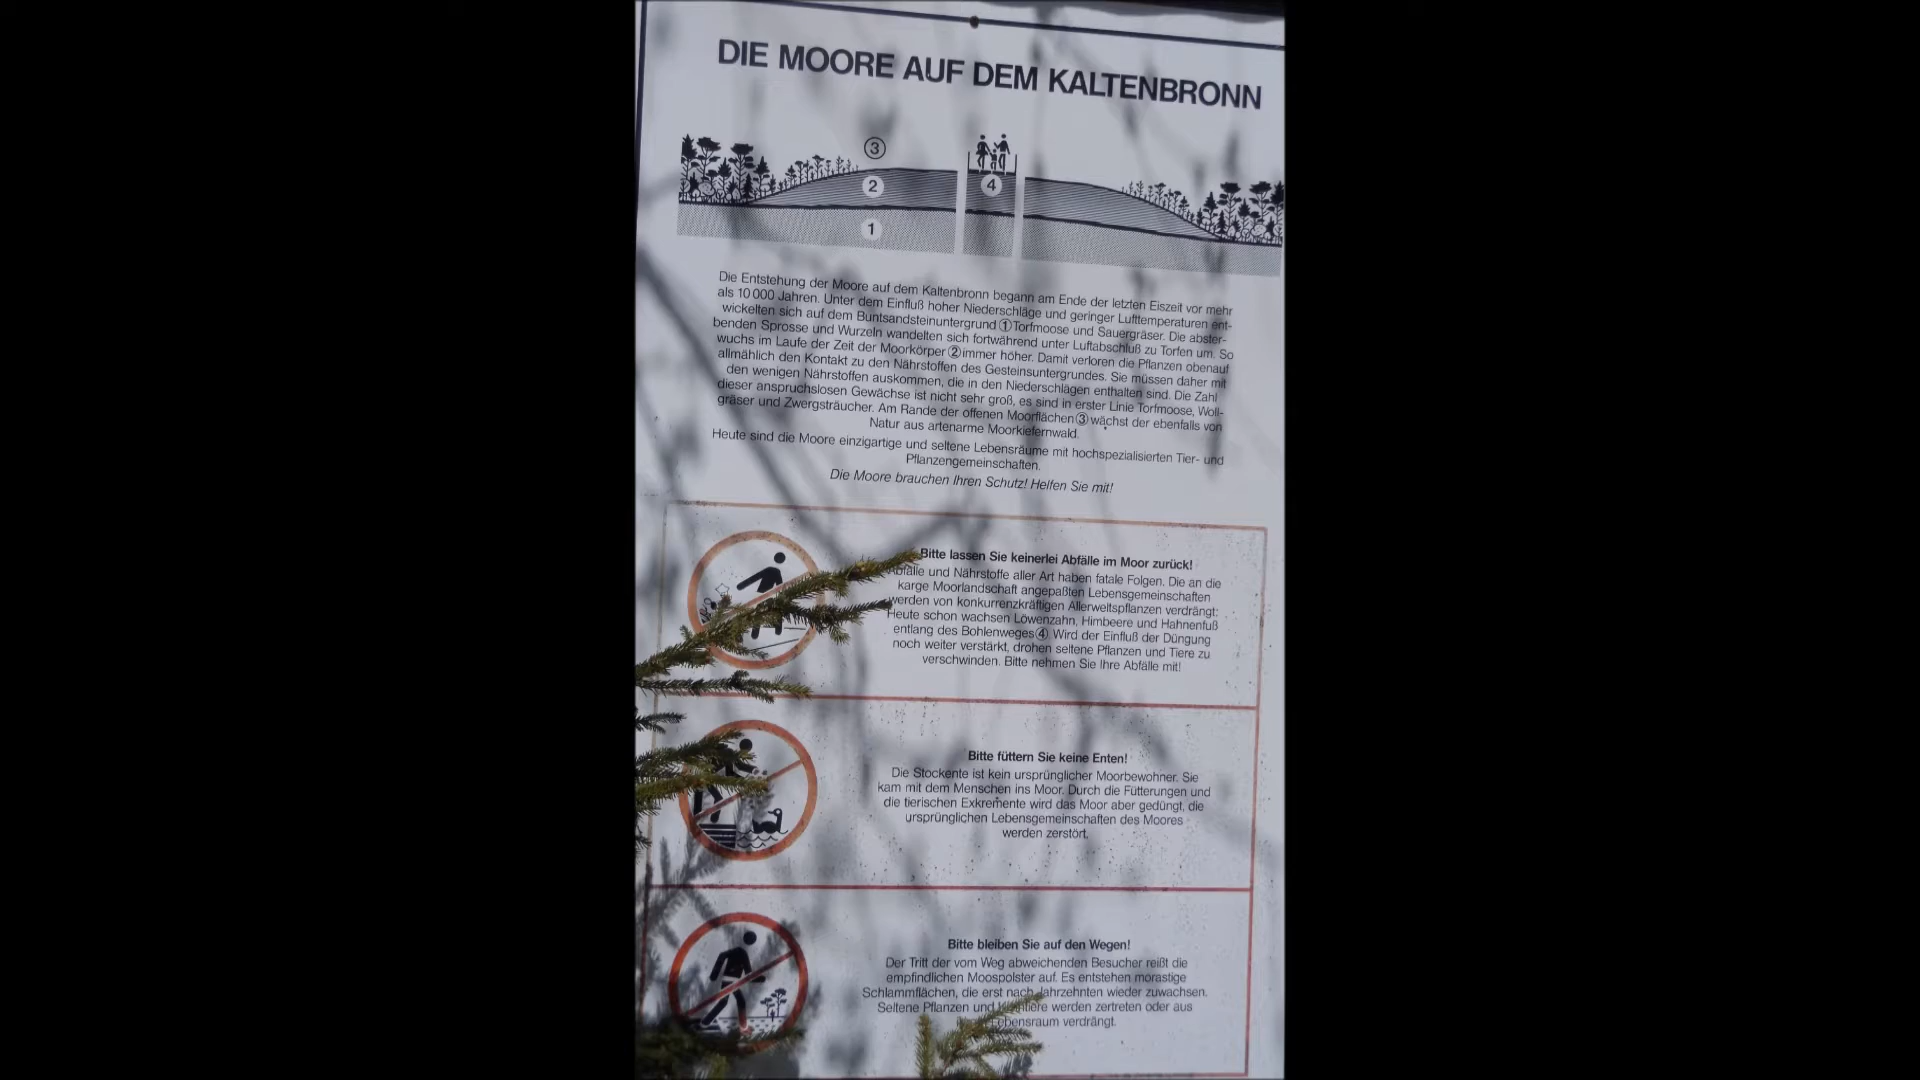 DIE MOORE AUF DEM KALTENBRONN
3
2
4
1
Die Entstehung der Moore auf dem Kaltenbronn begann am Ende der letzten Eiszeit vor mehr
als 10 000 Jahren. Unter dem Einfluß hoher Niederschläge und geringer Lufttemperaturen ent-
wickelten sich auf dem Buntsandsteinuntergrund ① Torfmoose und Sauergräser. Die abster-
benden Sprosse und Wurzeln wandelten sich fortwährend unter Luftabschluß zu Torfen um. So
wuchs im Laufe der Zeit der Moorkörper ② immer höher. Damit verloren die Pflanzen obenauf
allmählich den Kontakt zu den Nährstoffen des Gesteinsuntergrundes. Sie müssen daher mit
den wenigen Nährstoffen auskommen, die in den Niederschlägen enthalten sind. Die Zahl
dieser anspruchslosen Gewächse ist nicht sehr groß, es sind in erster Linie Torfmoose, Woll-
gräser und Zwergsträucher. Am Rande der offenen Moorflächen ③ wächst der ebenfalls von
Natur aus artenarme Moorkiefernwald.
Heute sind die Moore einzigartige und seltene Lebensräume mit hochspezialisierten Tier- und
Pflanzengemeinschaften.
Die Moore brauchen Ihren Schutz! Helfen Sie mit!
Bitte lassen Sie keinerlei Abfälle im Moor zurück!
Abfälle und Nährstoffe aller Art haben fatale Folgen. Die an die
karge Moorlandschaft angepaßten Lebensgemeinschaften
werden von konkurrenzkräftigen Allerweltspflanzen verdrängt:
Heute schon wachsen Löwenzahn, Himbeere und Hahnenfuß
entlang des Bohlenweges ④. Wird der Einfluß der Düngung
noch weiter verstärkt, drohen seltene Pflanzen und Tiere zu
verschwinden. Bitte nehmen Sie Ihre Abfälle mit!
Bitte füttern Sie keine Enten!
Die Stockente ist kein ursprünglicher Moorbewohner. Sie
kam mit dem Menschen ins Moor. Durch die Fütterungen und
die tierischen Exkremente wird das Moor aber gedüngt, die
ursprünglichen Lebensgemeinschaften des Moores
werden zerstört.
Bitte bleiben Sie auf den Wegen!
Der Tritt der vom Weg abweichenden Besucher reißt die
empfindlichen Moospolster auf. Es entstehen morastige
Schlammflächen, die erst nach Jahrzehnten wieder zuwachsen.
Seltene Pflanzen und Kleintiere werden zertreten oder aus
Lebensraum verdrängt.